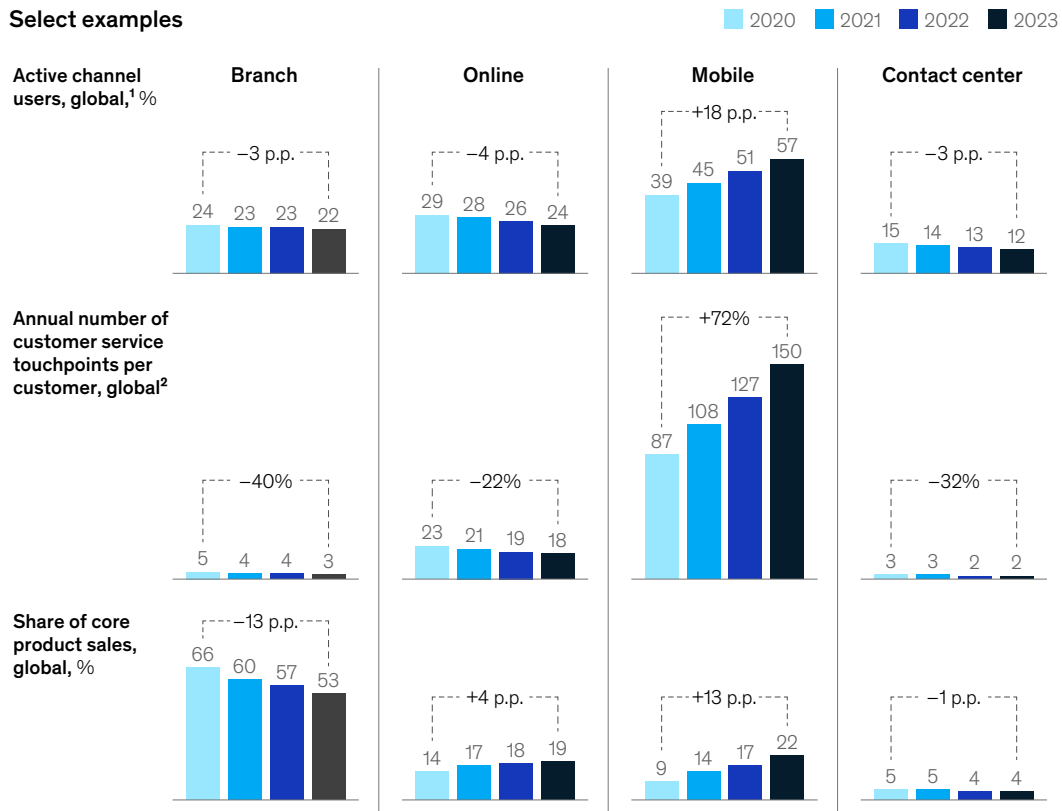 Select examples
2020 2021 2022 2023
Active channel
users, global,¹ %
Branch
Online
Mobile
Contact center
−3 p.p.
24 23 23 22
−4 p.p.
29 28 26 24
+18 p.p.
39 45 51 57
−3 p.p.
15 14 13 12
Annual number of
customer service
touchpoints per
customer, global²
−40%
5 4 4 3
−22%
23 21 19 18
+72%
87 108 127 150
−32%
3 3 2 2
Share of core
product sales,
global, %
−13 p.p.
66 60 57 53
+4 p.p.
14 17 18 19
+13 p.p.
9 14 17 22
−1 p.p.
5 5 4 4